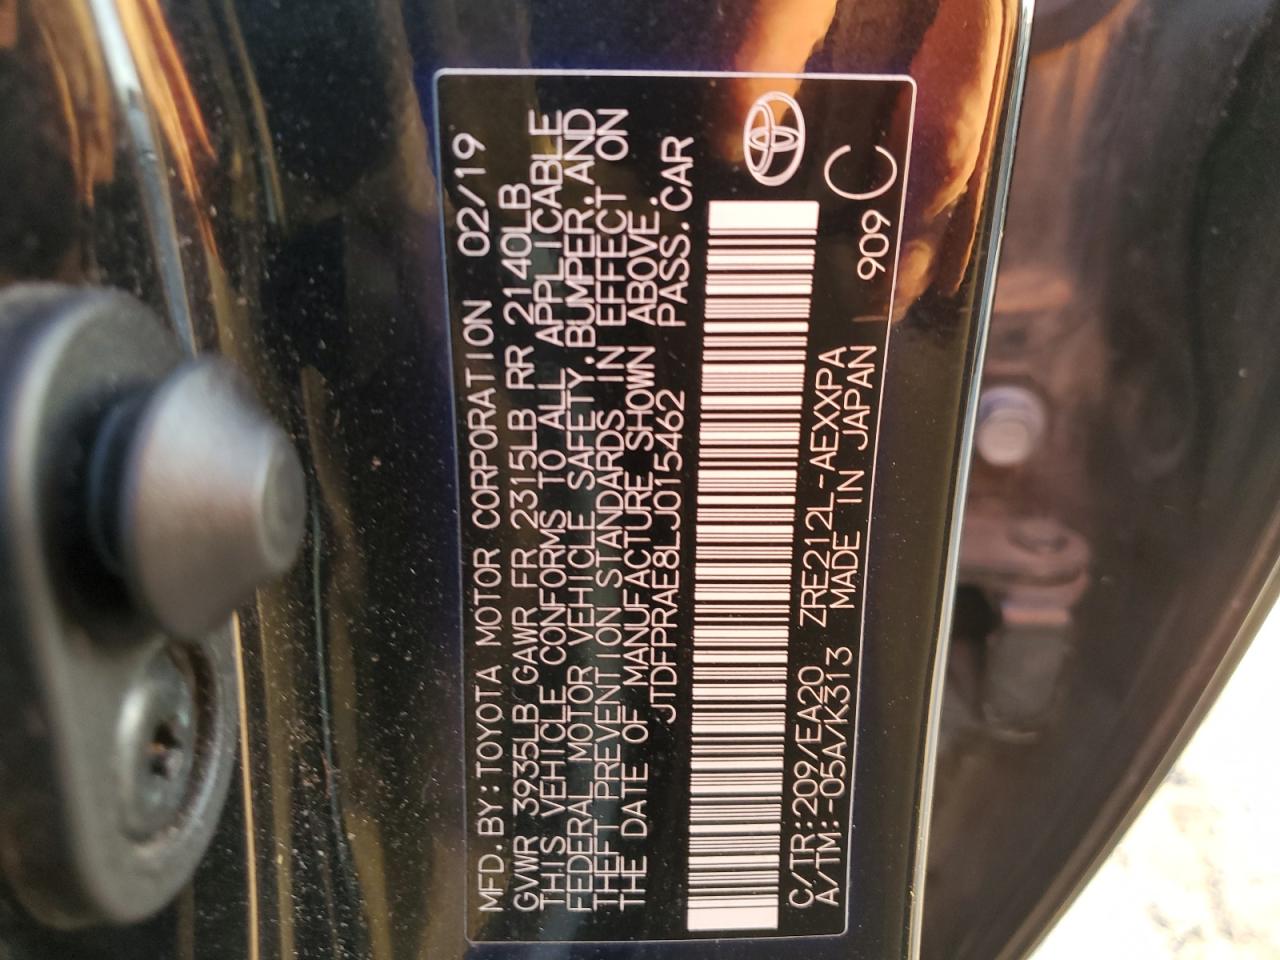 MFD.BY:TOYOTA MOTOR CORPORATION 02/19
GVWR 3935LB GAWR FR 2315LB RR 2140LB
THIS VEHICLE CONFORMS TO ALL APPLICABLE
FEDERAL MOTOR VEHICLE SAFETY,BUMPER,AND
THEFT PREVENTION STANDARDS IN EFFECT ON
THE DATE OF MANUFACTURE SHOWN ABOVE.
JTDFPRAE8LJ015462 PASS.CAR
C/TR:209/EA20 ZRE212L-AEXXPA 909
A/TM:-05A/K313 MADE IN JAPAN
C